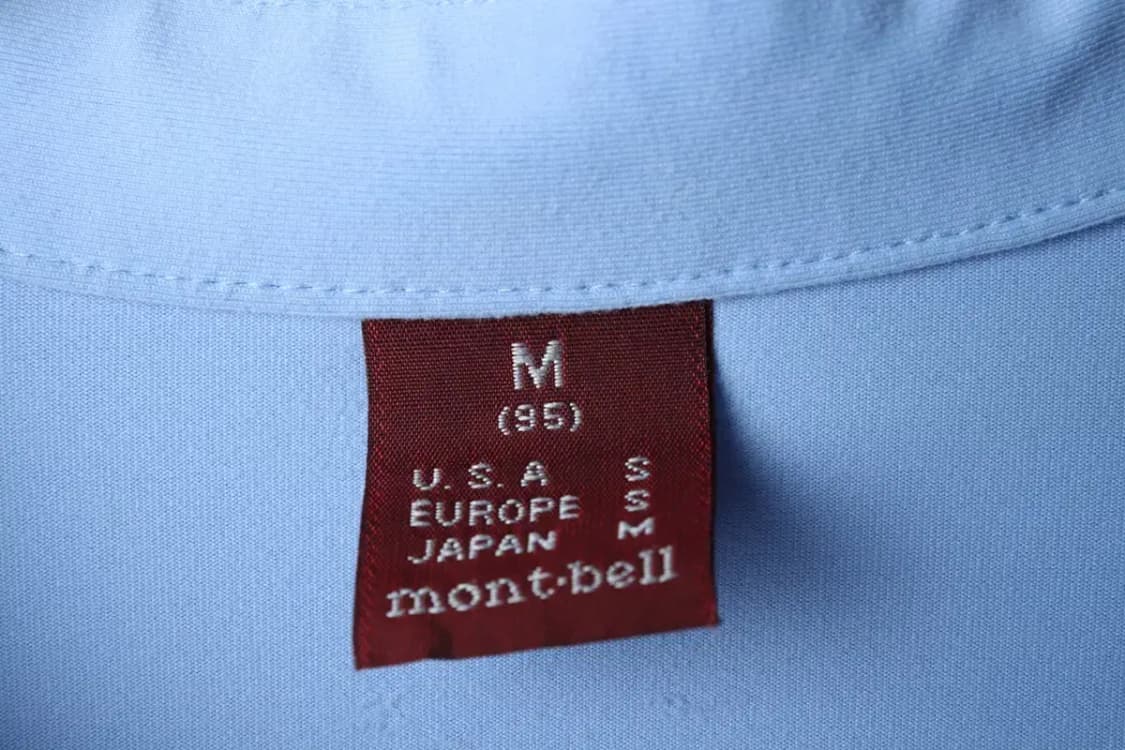 M
(95)
U.S.A S
EUROPE S
JAPAN M
mont·bell